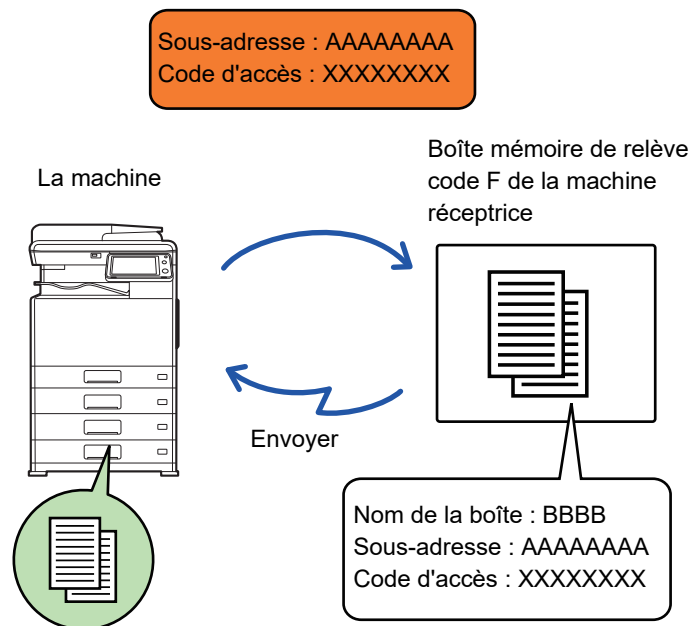 Sous-adresse : AAAAAAAA
Code d'accès : XXXXXXXX
La machine
Boîte mémoire de relève
code F de la machine
réceptrice
Envoyer
Nom de la boîte : BBBB
Sous-adresse : AAAAAAAA
Code d'accès : XXXXXXXX